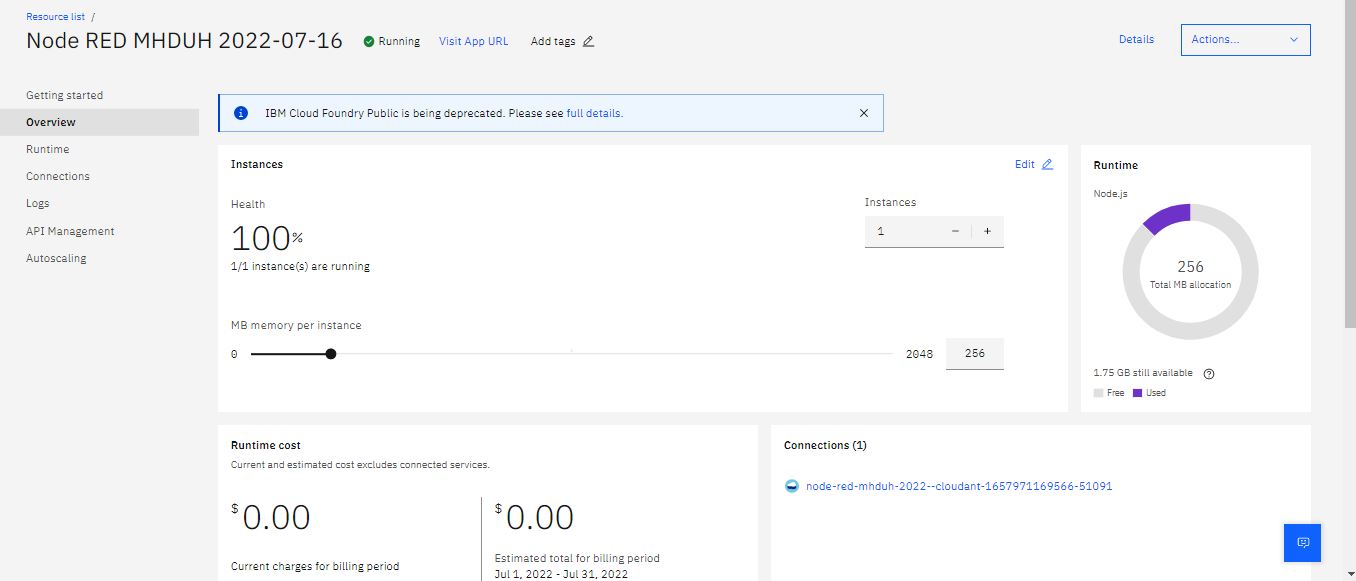 Resource list /
Node RED MHDUH 2022-07-16
Running
Visit App URL
Add tags
Details
Actions...
Getting started
Overview
Runtime
Connections
Logs
API Management
Autoscaling
IBM Cloud Foundry Public is being deprecated. Please see full details.
Instances
Edit
Health
100%
1/1 instance(s) are running
Instances
1
MB memory per instance
0
2048
256
Runtime
Node.js
256
Total MB allocation
1.75 GB still available
Free
Used
Runtime cost
Current and estimated cost excludes connected services.
$0.00
Current charges for billing period
$0.00
Estimated total for billing period
Jul 1, 2022 - Jul 31, 2022
Connections (1)
node-red-mhduh-2022--cloudant-1657971169566-51091